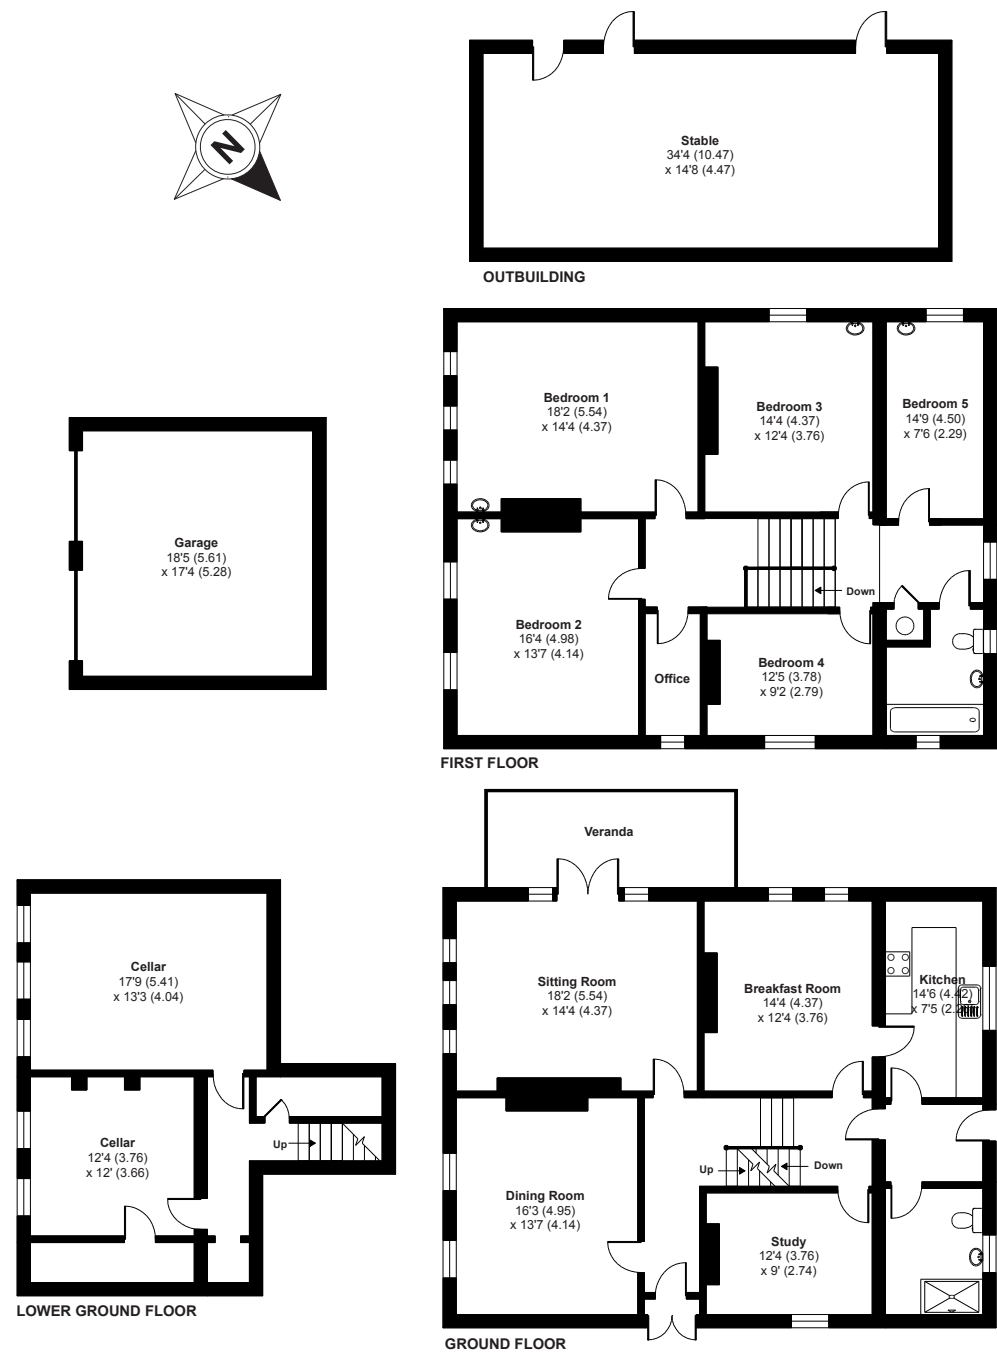 N
Stable
34'4 (10.47)
x 14'8 (4.47)
OUTBUILDING
Garage
18'5 (5.61)
x 17'4 (5.28)
Bedroom 1
18'2 (5.54)
x 14'4 (4.37)
Bedroom 3
14'4 (4.37)
x 12'4 (3.76)
Bedroom 5
14'9 (4.50)
x 7'6 (2.29)
Down
Bedroom 2
16'4 (4.98)
x 13'7 (4.14)
Office
Bedroom 4
12'5 (3.78)
x 9'2 (2.79)
FIRST FLOOR
Veranda
Cellar
17'9 (5.41)
x 13'3 (4.04)
Cellar
12'4 (3.76)
x 12' (3.66)
Up
LOWER GROUND FLOOR
Sitting Room
18'2 (5.54)
x 14'4 (4.37)
Breakfast Room
14'4 (4.37)
x 12'4 (3.76)
Kitchen
14'6 (4.42)
x 7'5
Up
Down
Dining Room
16'3 (4.95)
x 13'7 (4.14)
Study
12'4 (3.76)
x 9' (2.74)
GROUND FLOOR